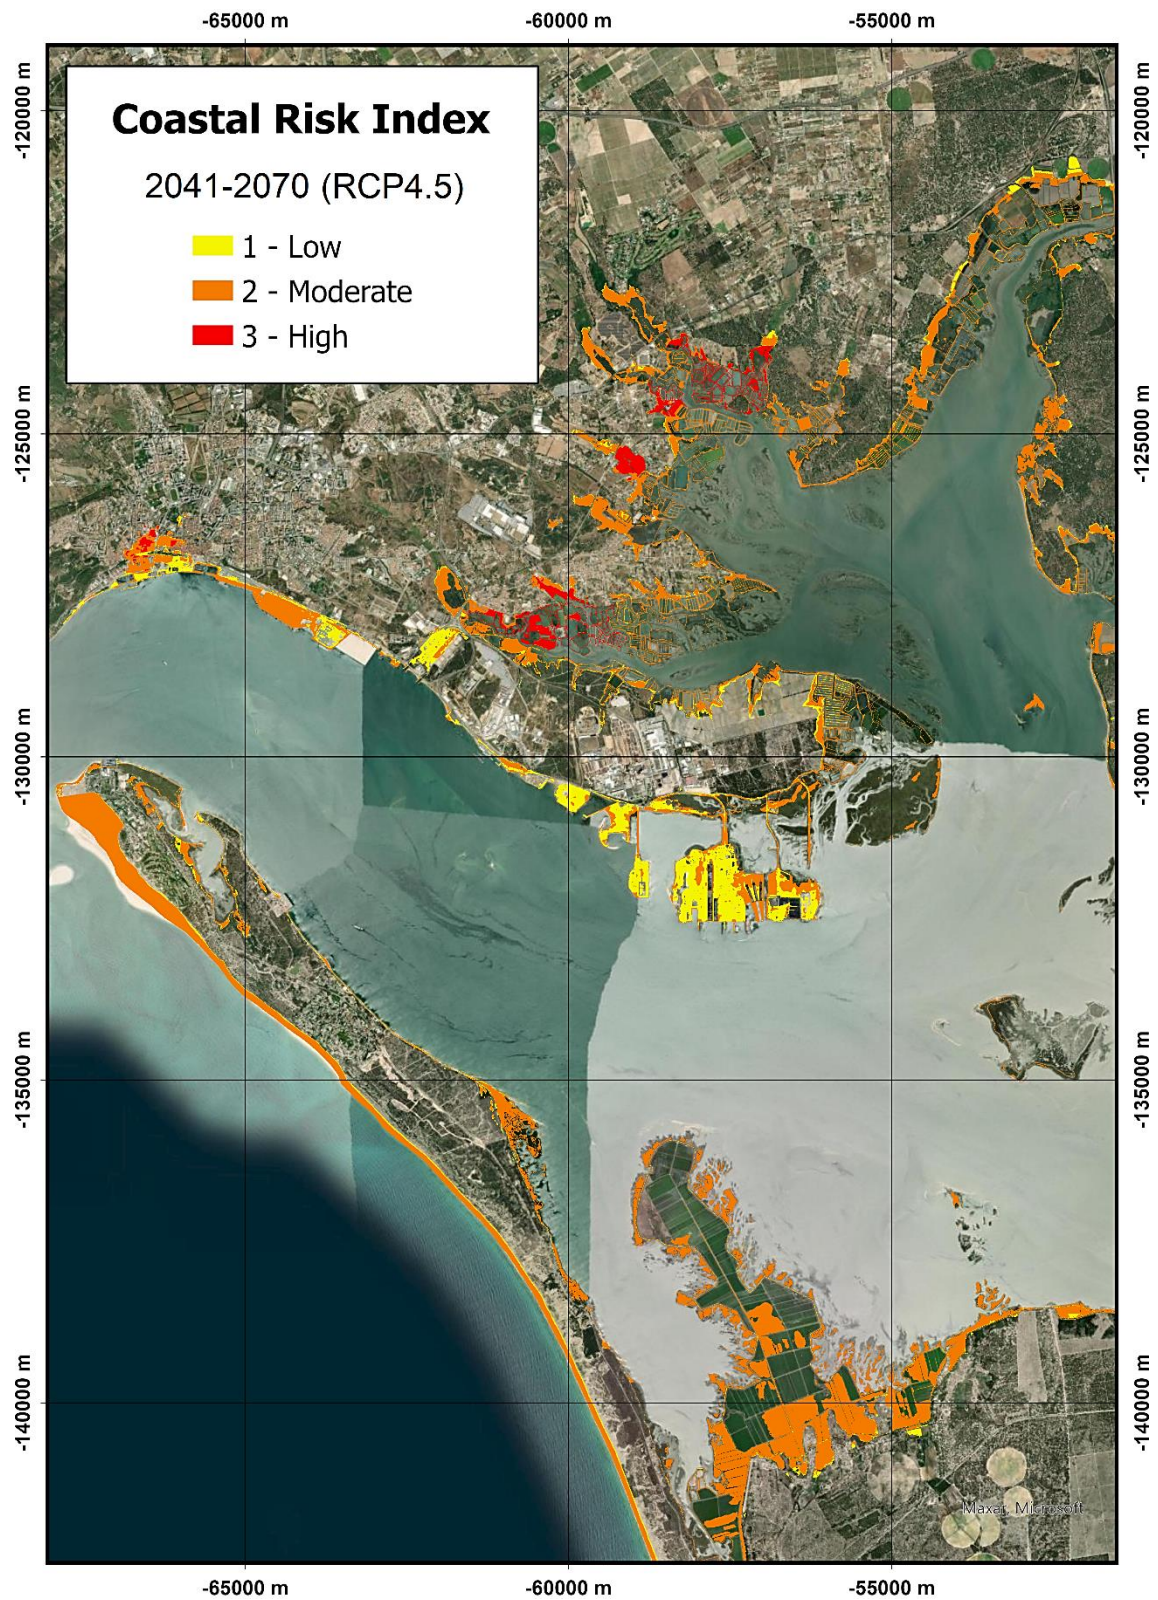 -65000 m -60000 m -55000 m
-120000 m
-120000 m
Coastal Risk Index
2041-2070 (RCP4.5)
1 - Low
2 - Moderate
3 - High
-125000 m
-125000 m
-130000 m
-130000 m
-135000 m
-135000 m
-140000 m
-140000 m
Maxar, Microsoft
-65000 m -60000 m -55000 m